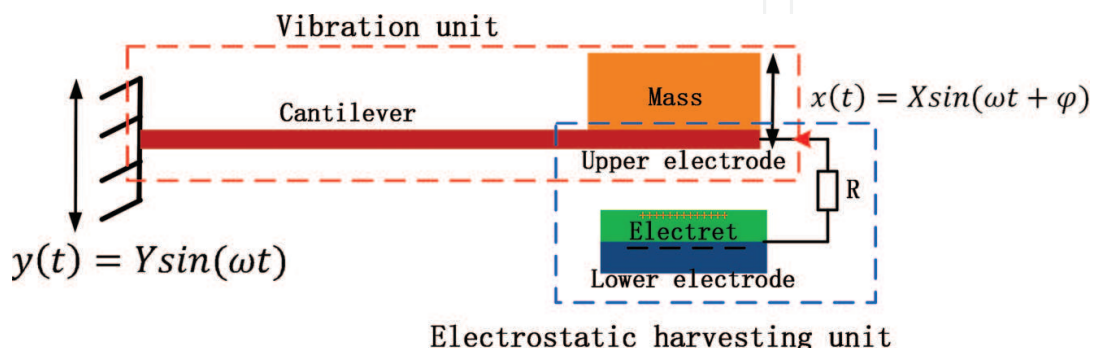 Vibration unit
Cantilever
Mass
x(t) = Xsin(ωt + φ)
Upper electrode
R
Electret
y(t) = Ysin(ωt)
Lower electrode
Electrostatic harvesting unit